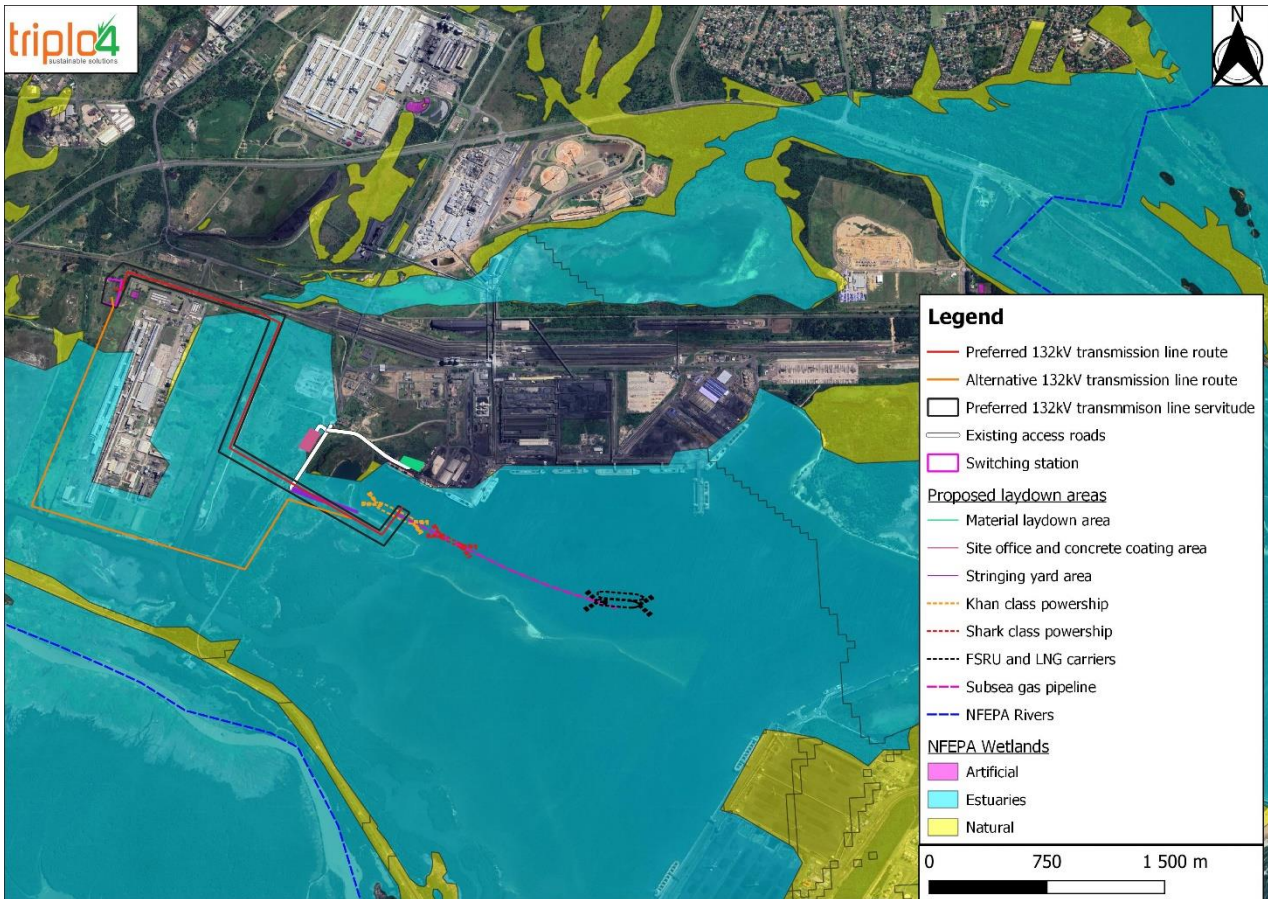 triplo4
sustainable solutions
N
Legend
Preferred 132kV transmission line route
Alternative 132kV transmission line route
Preferred 132kV transmmison line servitude
Existing access roads
Switching station
Proposed laydown areas
Material laydown area
Site office and concrete coating area
Stringing yard area
Khan class powership
Shark class powership
FSRU and LNG carriers
Subsea gas pipeline
NFEPA Rivers
NFEPA Wetlands
Artificial
Estuaries
Natural
0 750 1 500 m